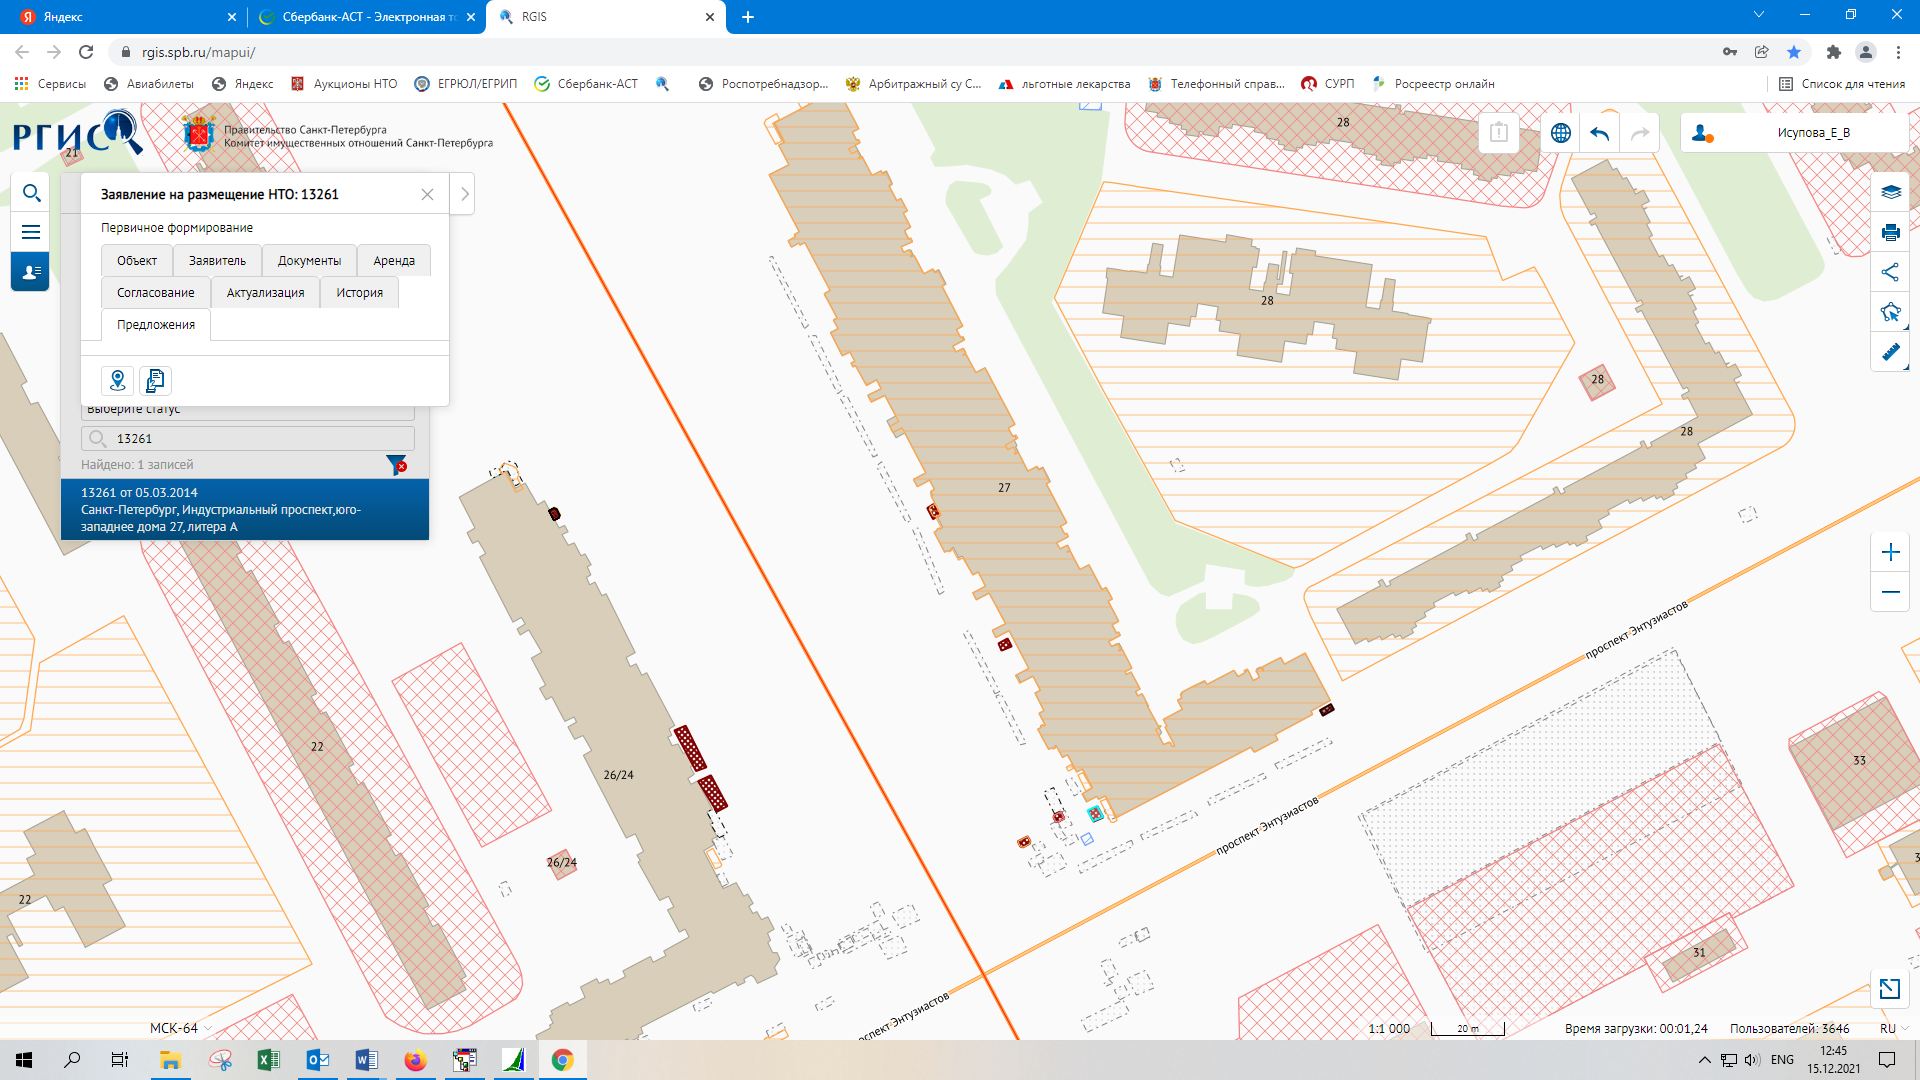 Яндекс
Сбербанк-АСТ - Электронная т
RGIS
rgis.spb.ru/mapui/
Сервисы
Авиабилеты
Яндекс
Аукционы НТО
ЕГРЮЛ/ЕГРИП
Сбербанк-АСТ
Роспотребнадзор...
Арбитражный су С...
льготные лекарства
Телефонный справ...
СУРП
Росреестр онлайн
Список для чтения
РГИС
Правительство Санкт-Петербурга
Комитет имущественных отношений Санкт-Петербурга
Исупова_Е_В
Заявление на размещение НТО: 13261
Первичное формирование
Объект
Заявитель
Документы
Аренда
Согласование
Актуализация
История
Предложения
Выберите статус
13261
Найдено: 1 записей
13261 от 05.03.2014
Санкт-Петербург, Индустриальный проспект,юго-
западнее дома 27, литера А
21
28
28
28
28
27
22
26/24
26/24
22
33
31
проспект Энтузиастов
проспект Энтузиастов
оспект Энтузиастов
МСК-64
1:1 000
20 m
Время загрузки: 00:01,24
Пользователей: 3646
RU
ENG
12:45
15.12.2021